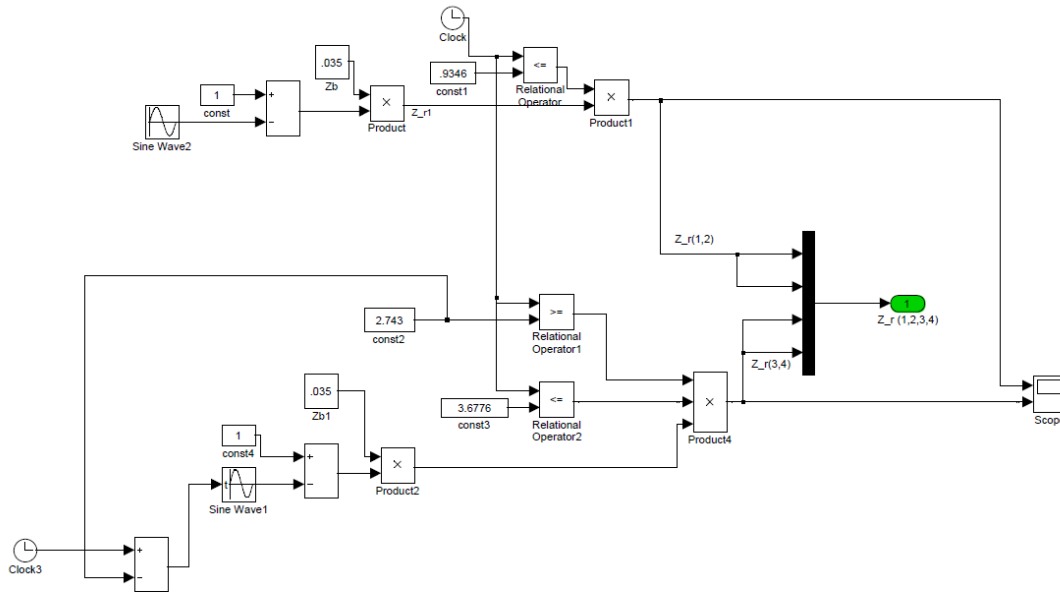 Clock
.035
Zb
.9346
const1
<=
Relational
Operator
1
const
+
−
×
Product
Z_r1
×
Product1
Sine Wave2
Z_r(1,2)
1
Z_r (1,2,3,4)
2.743
const2
>=
Relational
Operator1
Z_r(3,4)
.035
Zb1
3.6776
const3
<=
Relational
Operator2
×
Product4
Scop
1
const4
+
−
×
Product2
t
Sine Wave1
Clock3
+
−